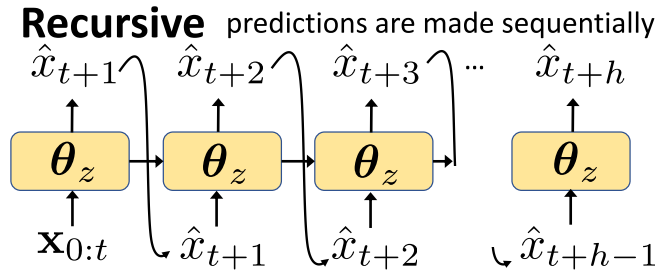 Recursive predictions are made sequentially
x̂_{t+1} x̂_{t+2} x̂_{t+3} ... x̂_{t+h}
θ_z θ_z θ_z θ_z
x_{0:t} x̂_{t+1} x̂_{t+2} x̂_{t+h−1}